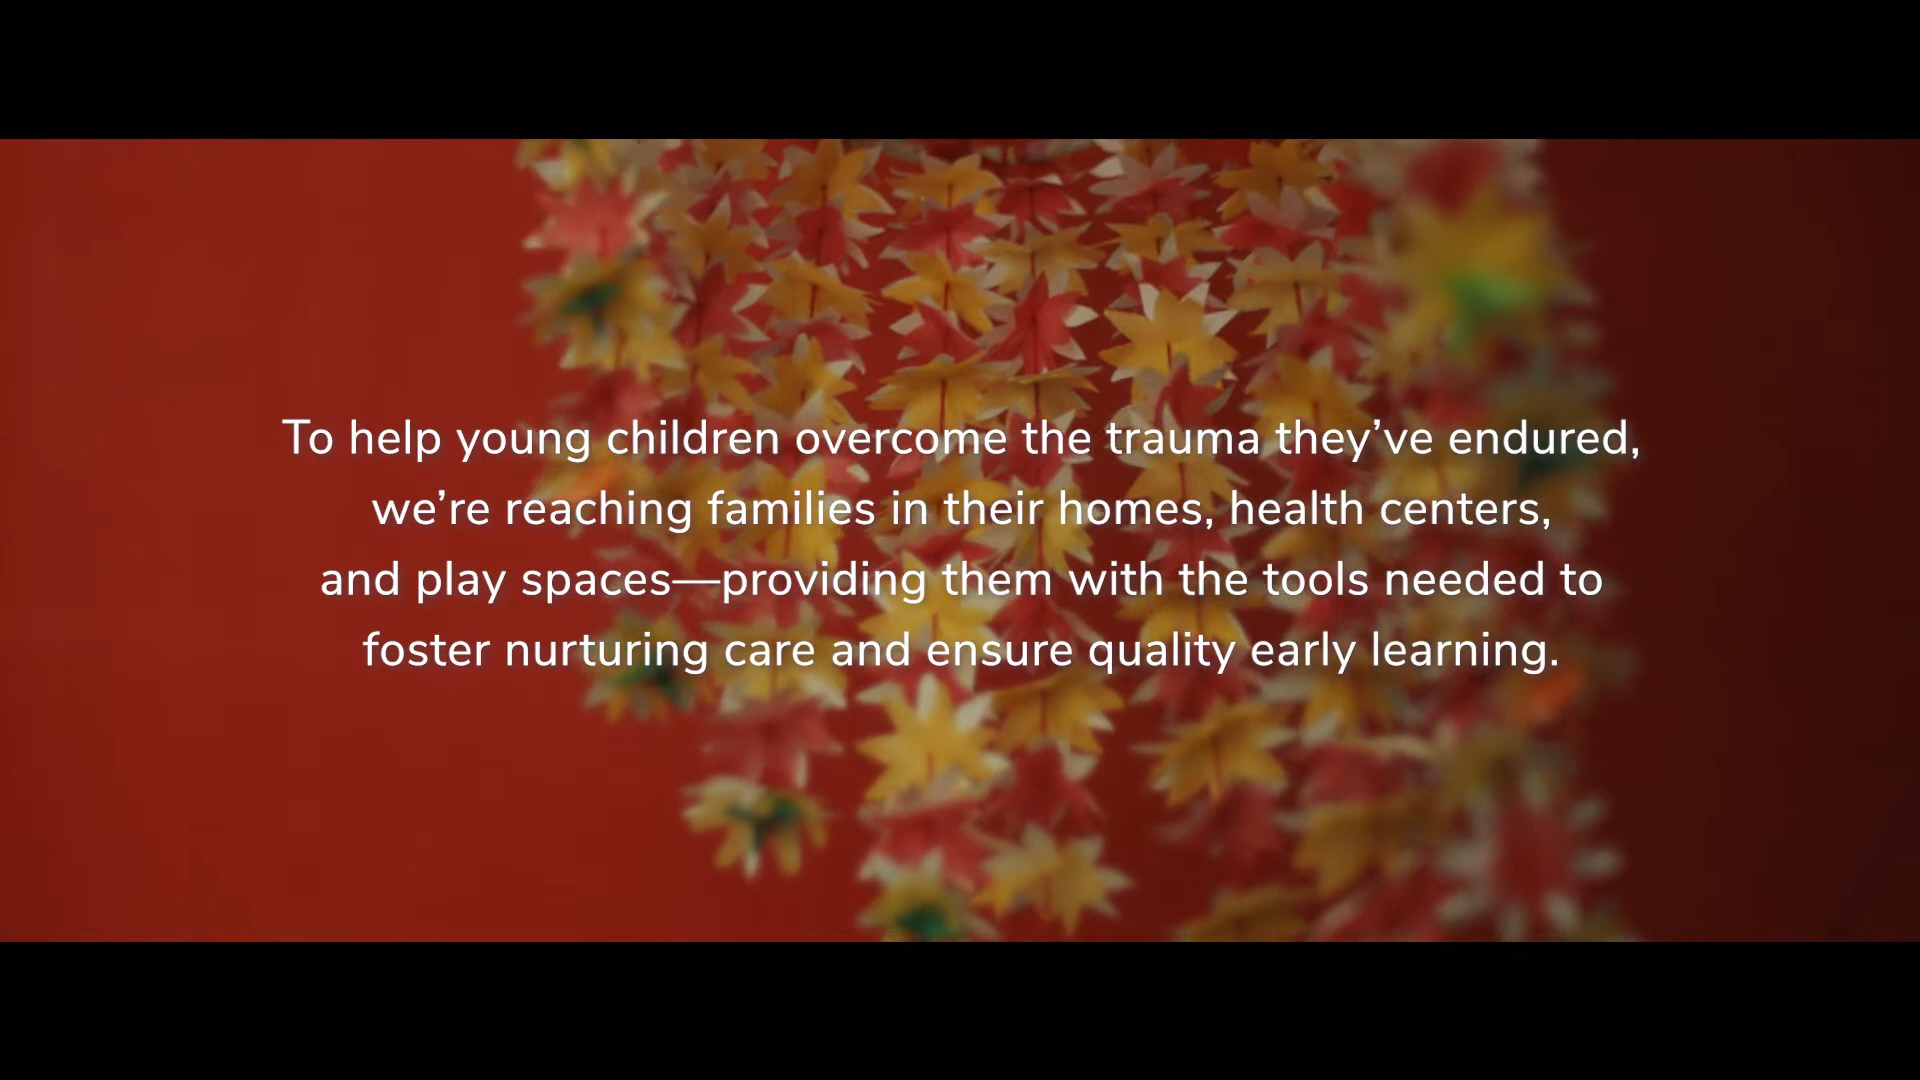 To help young children overcome the trauma they’ve endured,
we’re reaching families in their homes, health centers,
and play spaces—providing them with the tools needed to
foster nurturing care and ensure quality early learning.